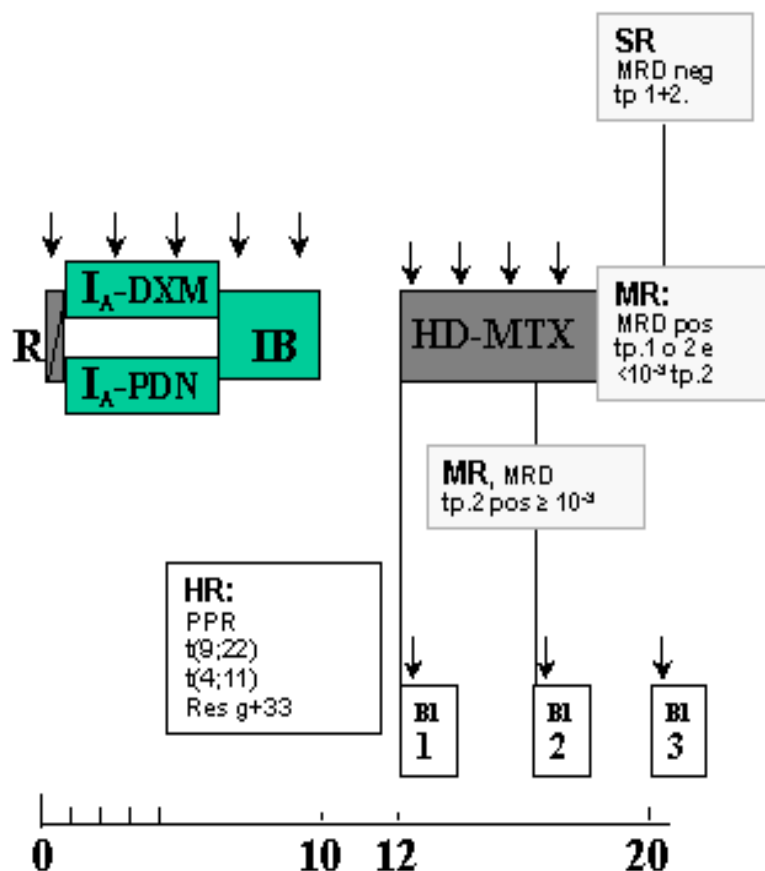 SR
MRD neg
tp 1+2.
I_A-DXM
R
IB
I_A-PDN
HD-MTX
MR:
MRD pos
tp.1 o 2 e
<10⁻³ tp.2
MR, MRD
tp.2 pos ≥ 10⁻³
HR:
PPR
t(9;22)
t(4;11)
Res g+33
B1
1
B1
2
B1
3
0 10 12 20